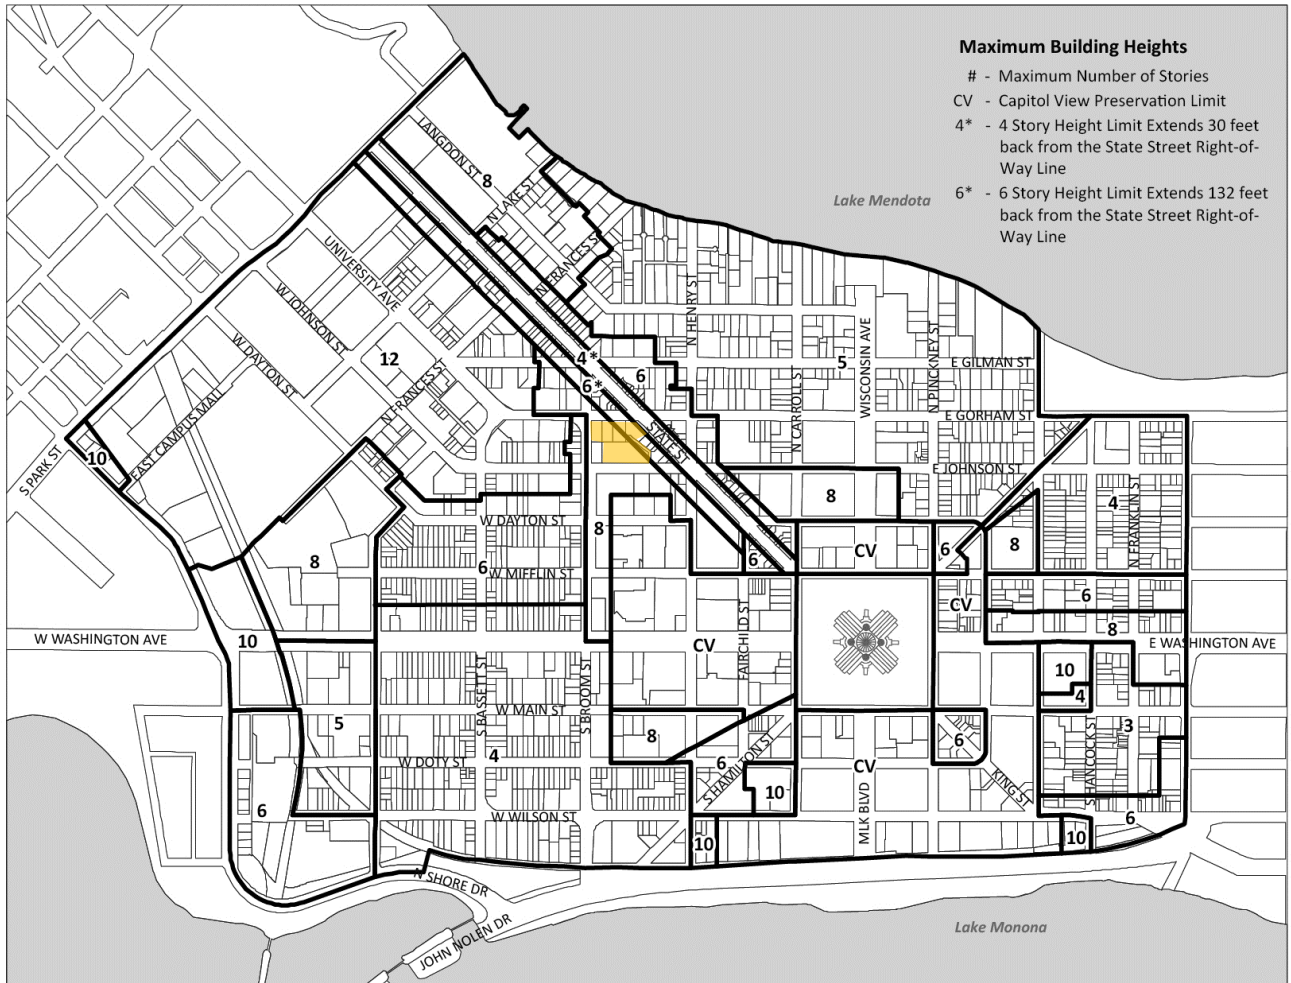 Maximum Building Heights
# - Maximum Number of Stories
CV - Capitol View Preservation Limit
4* - 4 Story Height Limit Extends 30 feet
back from the State Street Right-of-
Way Line
6* - 6 Story Height Limit Extends 132 feet
back from the State Street Right-of-
Way Line
Lake Mendota
LANGDON ST
8
N LAKE ST
N FRANCES ST
UNIVERSITY AVE
W JOHNSON ST
W DAYTON ST
12
N FRANCES ST
4*
6*
6
N HENRY ST
5
WISCONSIN AVE
N PINCKNEY ST
E GILMAN ST
N CARROLL ST
E GORHAM ST
STATE ST
E JOHNSON ST
EAST CAMPUS MALL
S PARK ST
10
8
4
N FRANKLIN ST
W DAYTON ST
8
8
6
W MIFFLIN ST
6
CV
6
8
8
6
CV
8
W WASHINGTON AVE
10
CV
FAIRCHILD ST
E WASHINGTON AVE
10
4
S BASSETT ST
S BROOM ST
W MAIN ST
5
8
3
4
W DOTY ST
6
S HAMILTON ST
CV
6
S HANCOCK ST
KING ST
10
MLK BLVD
6
W WILSON ST
10
10
6
N SHORE DR
JOHN NOLEN DR
Lake Monona